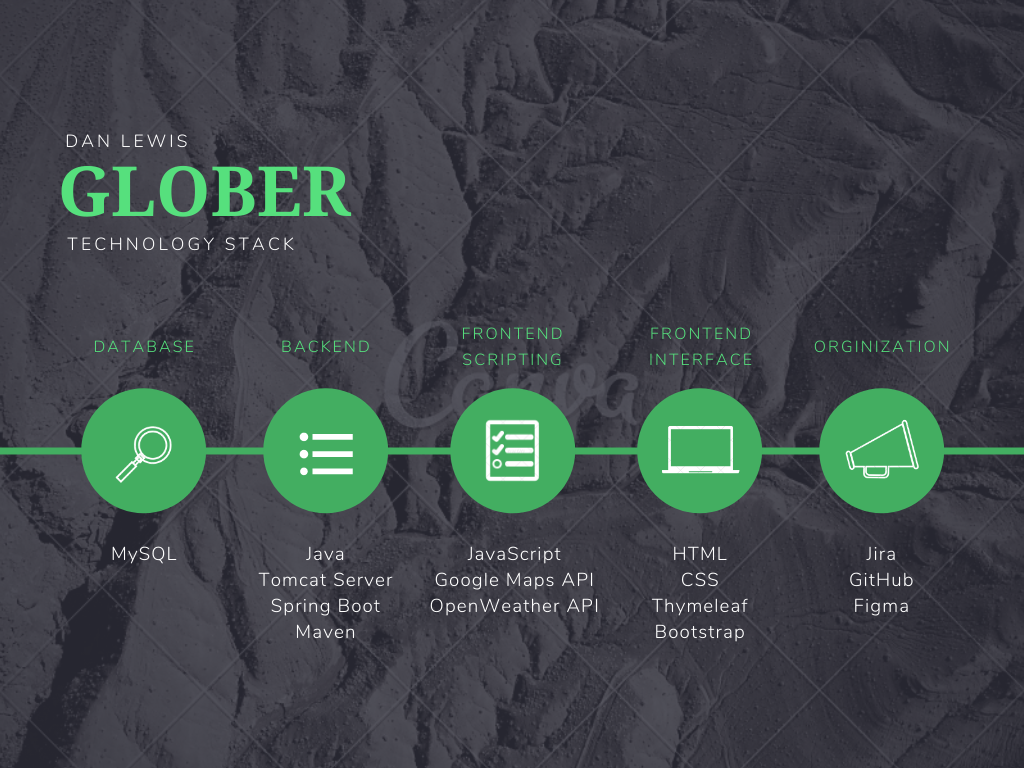 DAN LEWIS
GLOBER
TECHNOLOGY STACK
DATABASE
BACKEND
FRONTEND
SCRIPTING
FRONTEND
INTERFACE
ORGINIZATION
Canva
MySQL
Java
Tomcat Server
Spring Boot
Maven
JavaScript
Google Maps API
OpenWeather API
HTML
CSS
Thymeleaf
Bootstrap
Jira
GitHub
Figma